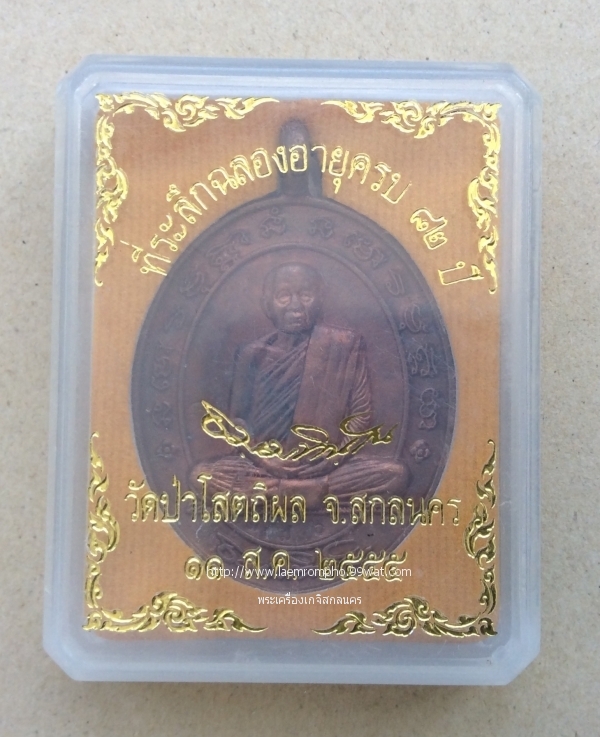 ที่ระลึกฉลองอายุครบ ๘๒ ปี
วัดป่าโสตถิผล จ.สกลนคร
๑๑ ส.ค. ๒๕๕๕
http://www.laemrompho.99wat.com
พระเครื่องเกจิสกลนคร